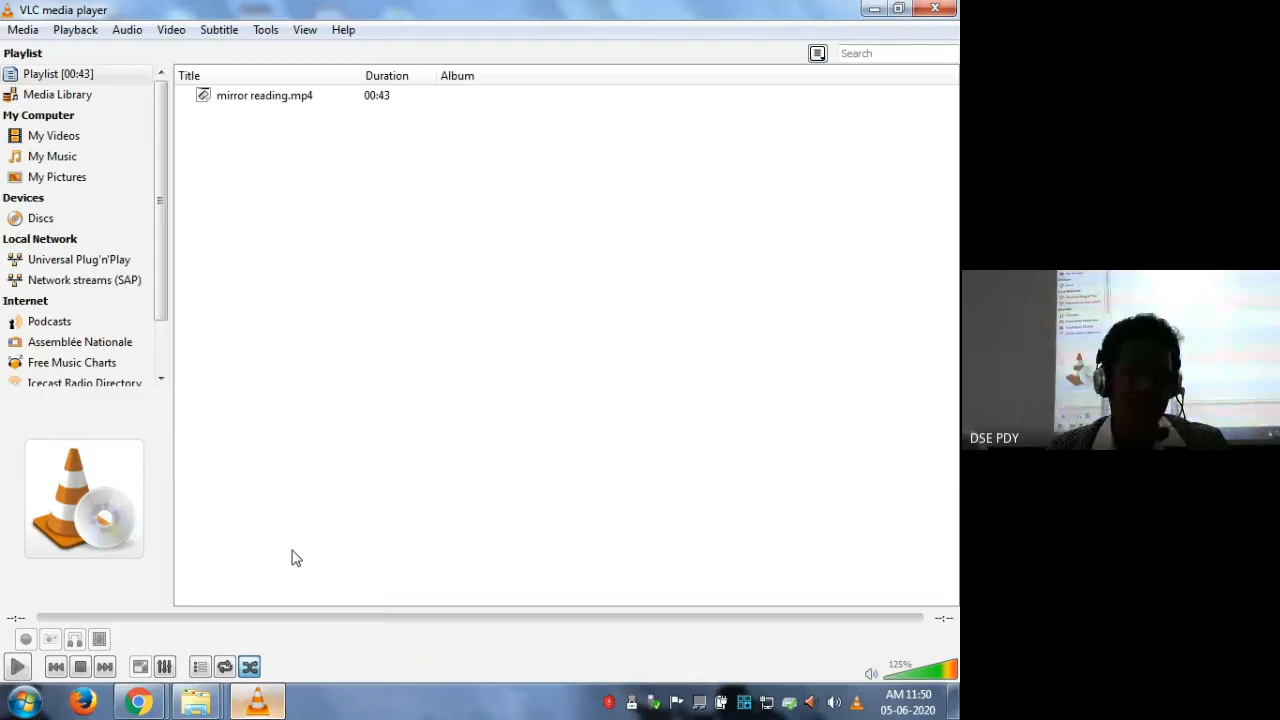 VLC media player
Media Playback Audio Video Subtitle Tools View Help
Playlist
Search
Playlist [00:43]
Media Library
My Computer
My Videos
My Music
My Pictures
Devices
Discs
Local Network
Universal Plug'n'Play
Network streams (SAP)
Internet
Podcasts
Assemblée Nationale
Free Music Charts
Icecast Radio Directory
Title Duration Album
mirror reading.mp4 00:43
DSE PDY
--:-- --:--
125%
AM 11:50
05-06-2020